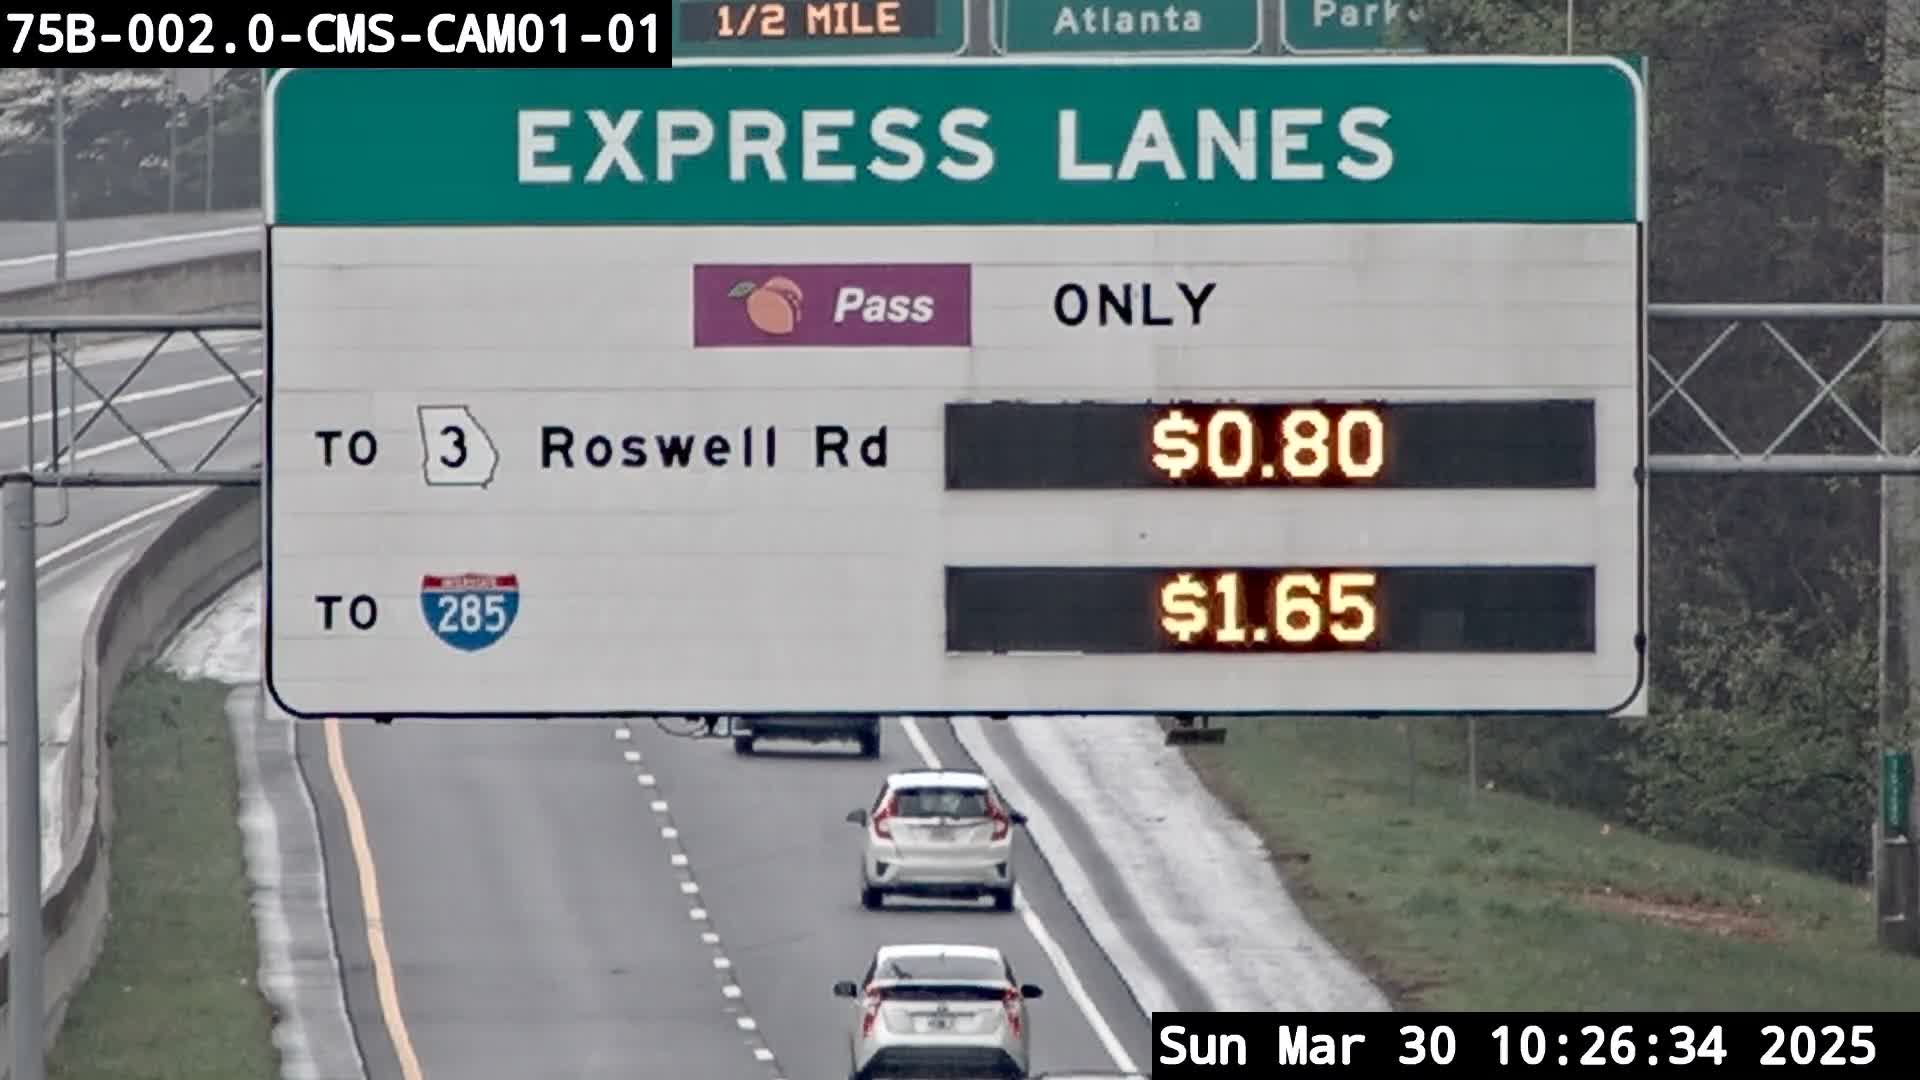 75B-002.0-CMS-CAM01-01
1/2 MILE
Atlanta
EXPRESS LANES
Pass ONLY
TO 3 Roswell Rd $0.80
INTERSTATE
TO 285 $1.65
Sun Mar 30 10:26:34 2025